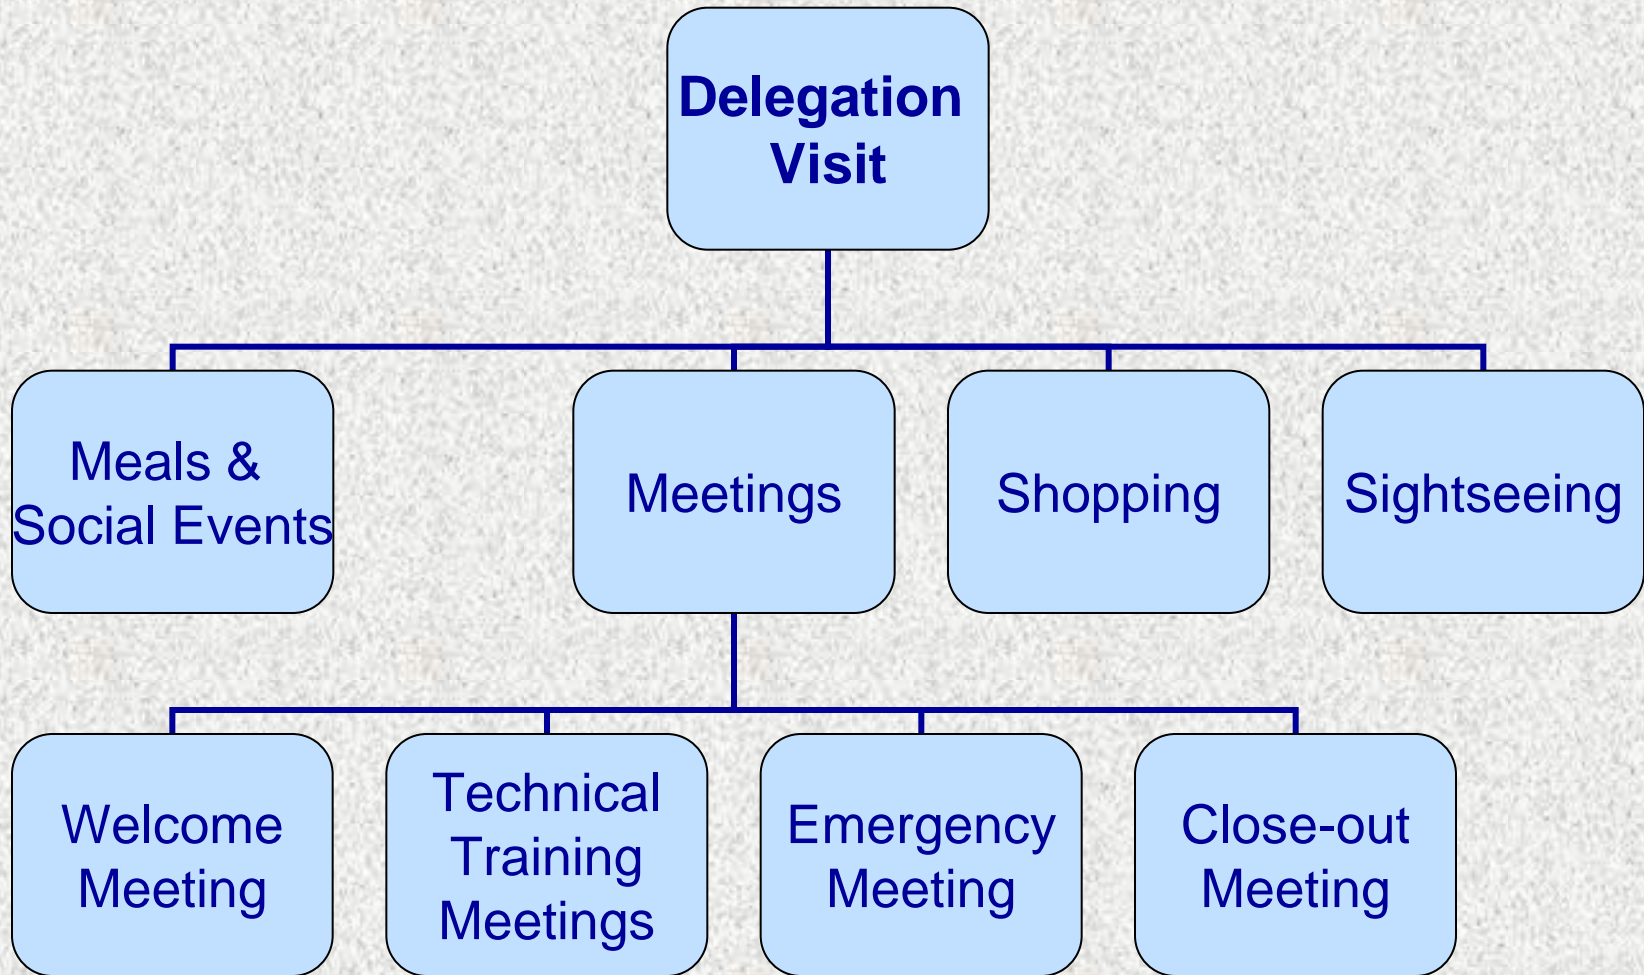 Delegation
Visit
Meals &
Social Events
Meetings
Shopping
Sightseeing
Welcome
Meeting
Technical
Training
Meetings
Emergency
Meeting
Close-out
Meeting